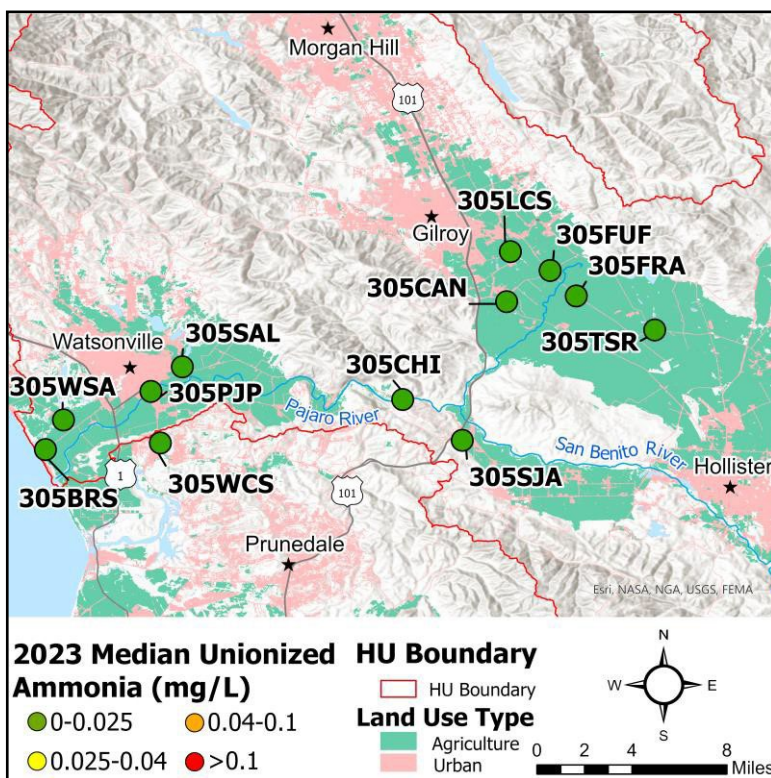 Morgan Hill
101
305LCS
Gilroy
305FUF
305FRA
305CAN
305TSR
305SAL
Watsonville
305CHI
305WSA
305PJP
Pajaro River
305SJA
San Benito River
Hollister
305BRS
1
305WCS
101
Prunedale
Esri, NASA, NGA, USGS, FEMA
2023 Median Unionized
Ammonia (mg/L)
0-0.025
0.04-0.1
0.025-0.04
>0.1
HU Boundary
HU Boundary
Land Use Type
Agriculture
Urban
N
W
E
S
0 2 4 8
Miles